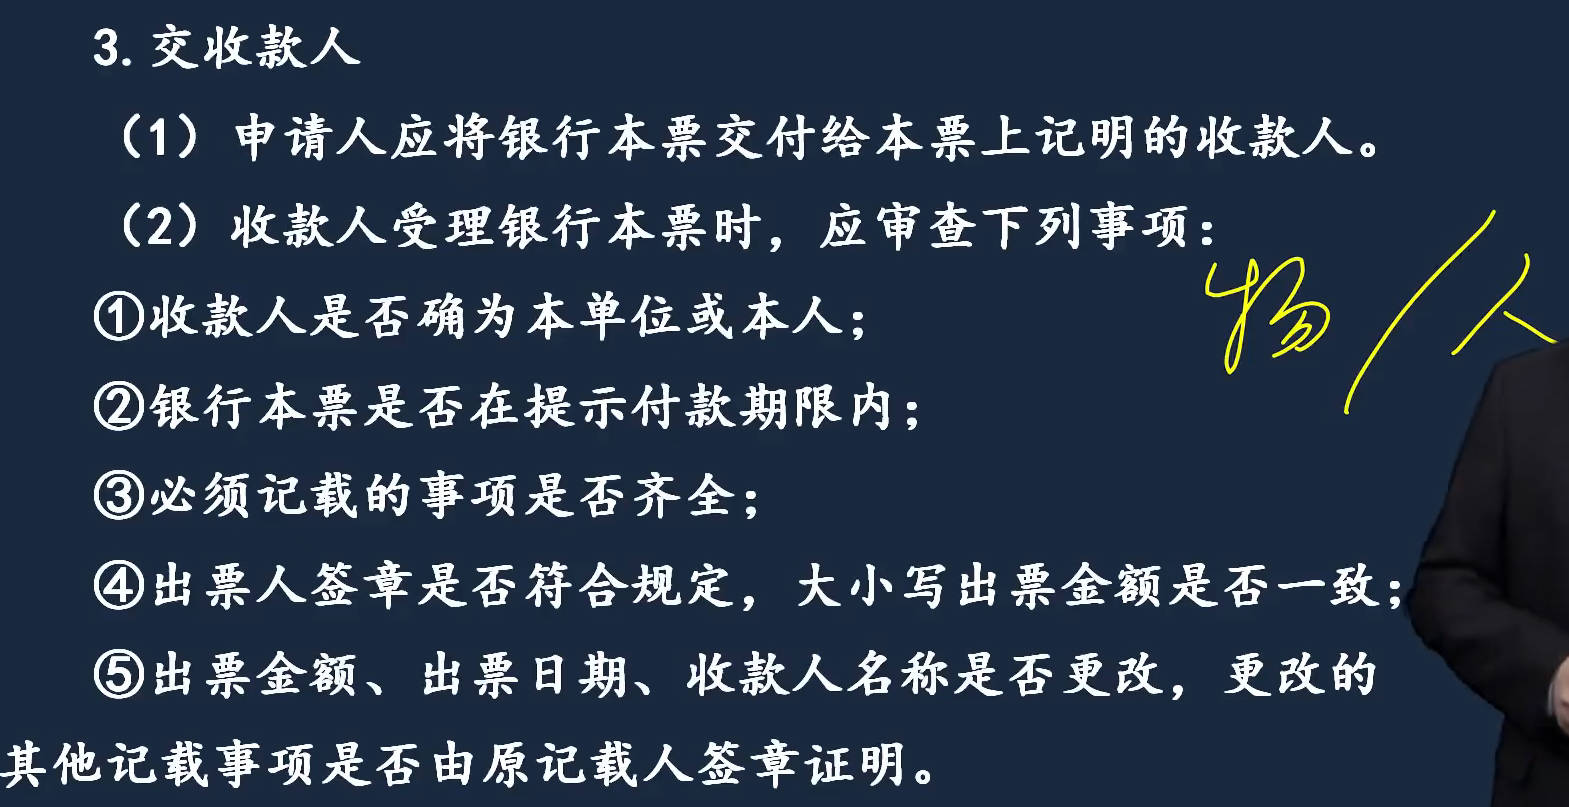 3. 交收款人
（1）申请人应将银行本票交付给本票上记明的收款人。
（2）收款人受理银行本票时，应审查下列事项：
①收款人是否确为本单位或本人；
②银行本票是否在提示付款期限内；
③必须记载的事项是否齐全；
④出票人签章是否符合规定，大小写出票金额是否一致；
⑤出票金额、出票日期、收款人名称是否更改，更改的
其他记载事项是否由原记载人签章证明。
物/人